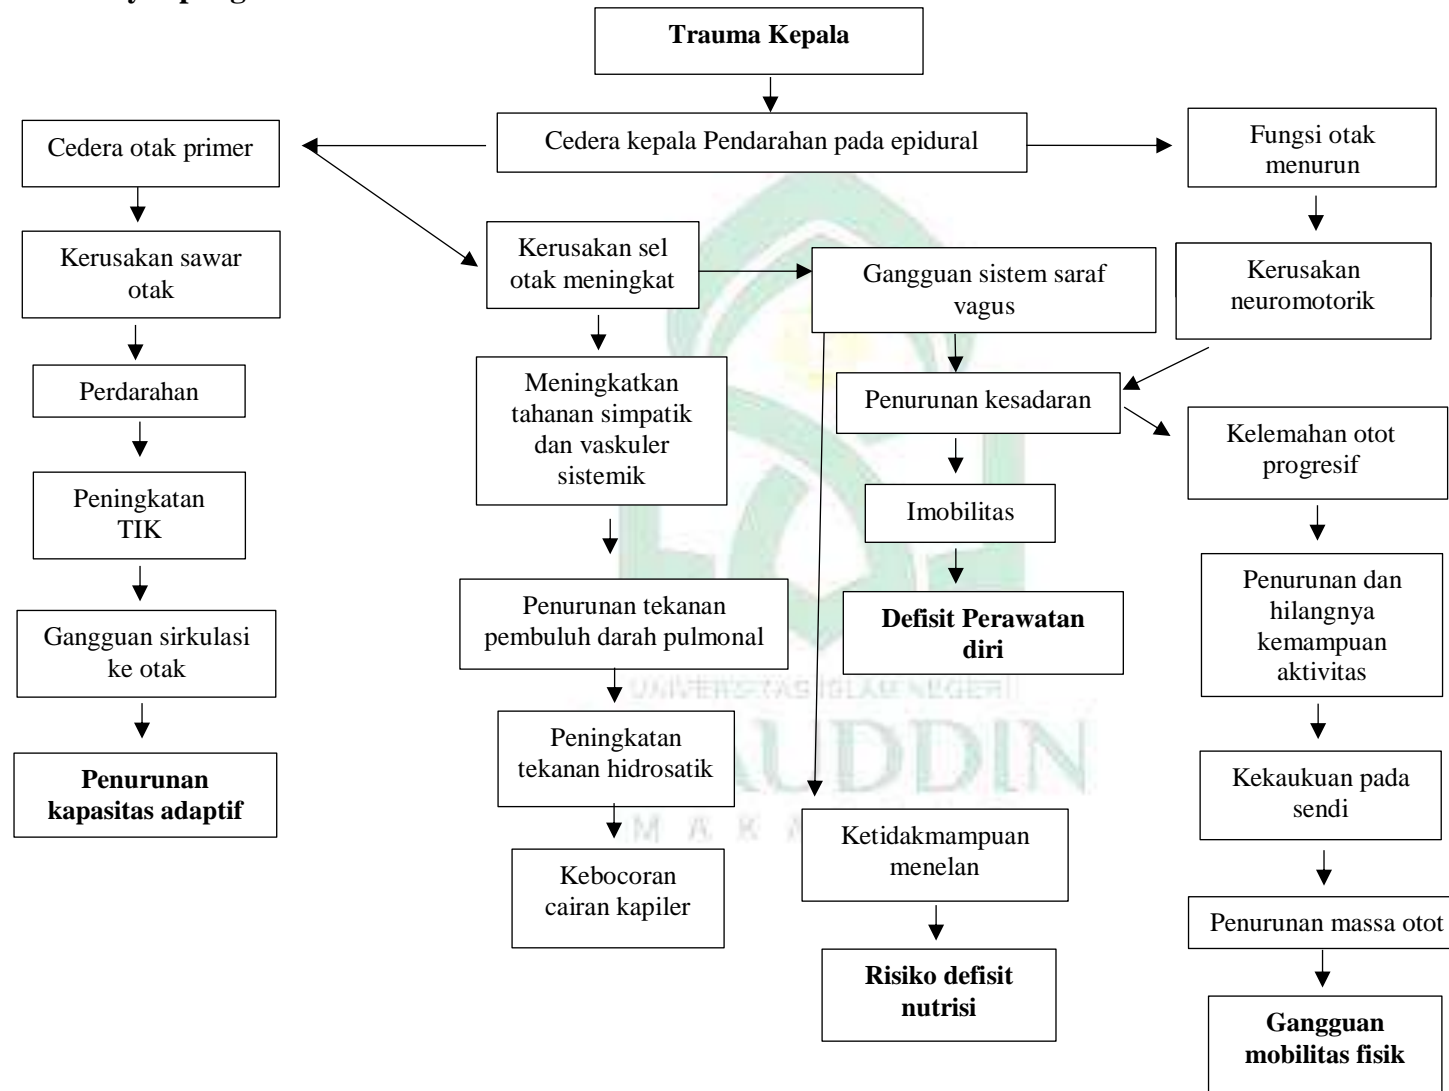 Trauma Kepala
Cedera kepala Pendarahan pada epidural
Cedera otak primer
Kerusakan sawar
otak
Perdarahan
Peningkatan
TIK
Gangguan sirkulasi
ke otak
Penurunan
kapasitas adaptif
Kerusakan sel
otak meningkat
Meningkatkan
tahanan simpatik
dan vaskuler
sistemik
Penurunan tekanan
pembuluh darah pulmonal
Peningkatan
tekanan hidrosatik
Kebocoran
cairan kapiler
Gangguan sistem saraf
vagus
Penurunan kesadaran
Imobilitas
Defisit Perawatan
diri
Ketidakmampuan
menelan
Risiko defisit
nutrisi
Fungsi otak
menurun
Kerusakan
neuromotorik
Kelemahan otot
progresif
Penurunan dan
hilangnya
kemampuan
aktivitas
Kekaukuan pada
sendi
Penurunan massa otot
Gangguan
mobilitas fisik
UNIVERSITAS ISLAM NEGERI
AUDDIN